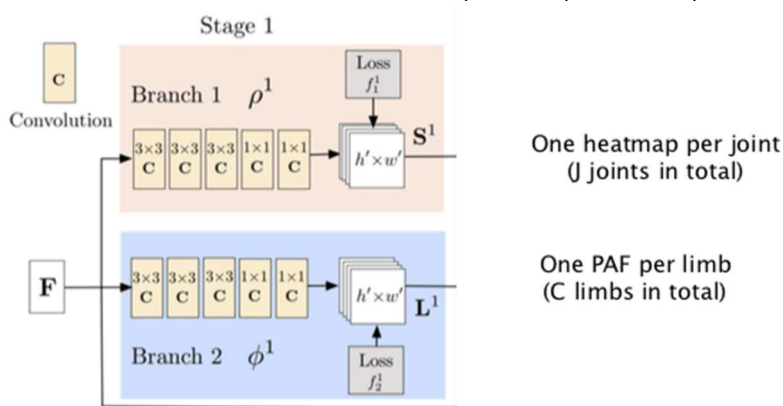 Stage 1
C
Convolution
Branch 1 ρ¹
Loss
f₁¹
3×3 3×3 3×3 1×1 1×1
C C C C C
h′×w′
S¹
One heatmap per joint
(J joints in total)
F
3×3 3×3 3×3 1×1 1×1
C C C C C
h′×w′
L¹
One PAF per limb
(C limbs in total)
Branch 2 ϕ¹
Loss
f₂¹